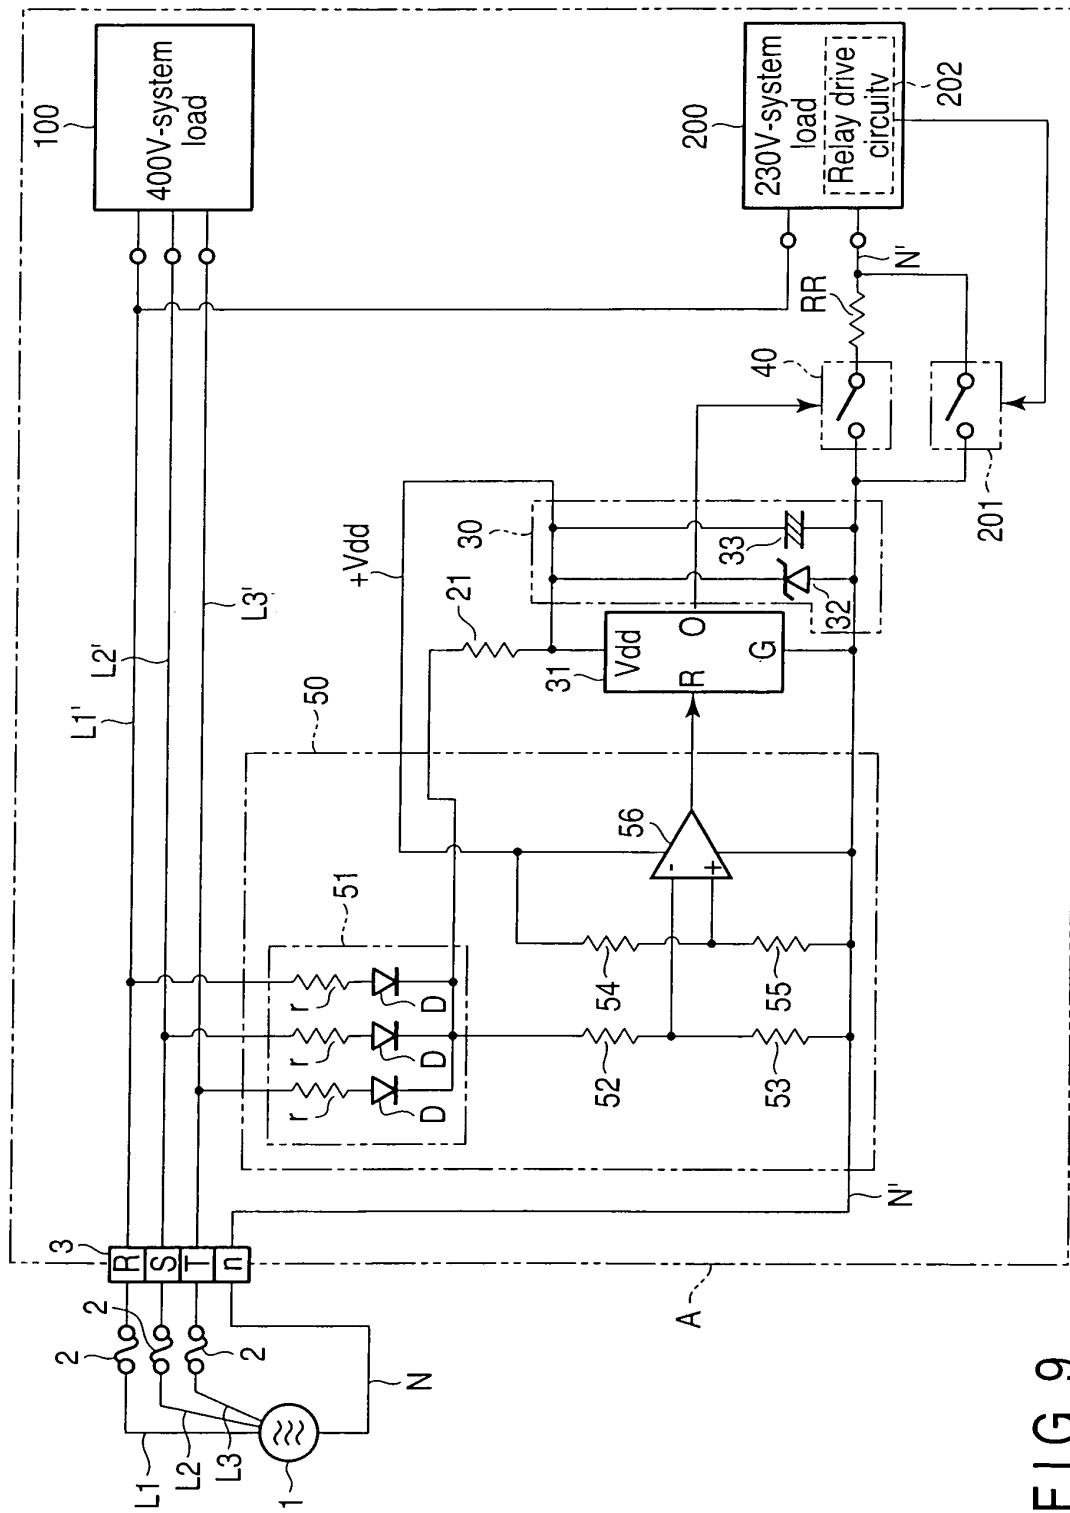 100
400V-system
load
200
230V-system
load
Relay drive
circuitv
202
N'
RR
40
201
L1'
L2'
L3'
+Vdd
30
33
32
21
31
Vdd
R
O
G
50
56
-
+
51
r
D
r
D
r
D
54
55
52
53
N'
3
R
S
T
n
A
2
2
2
N
L1
L2
L3
1
FIG 9